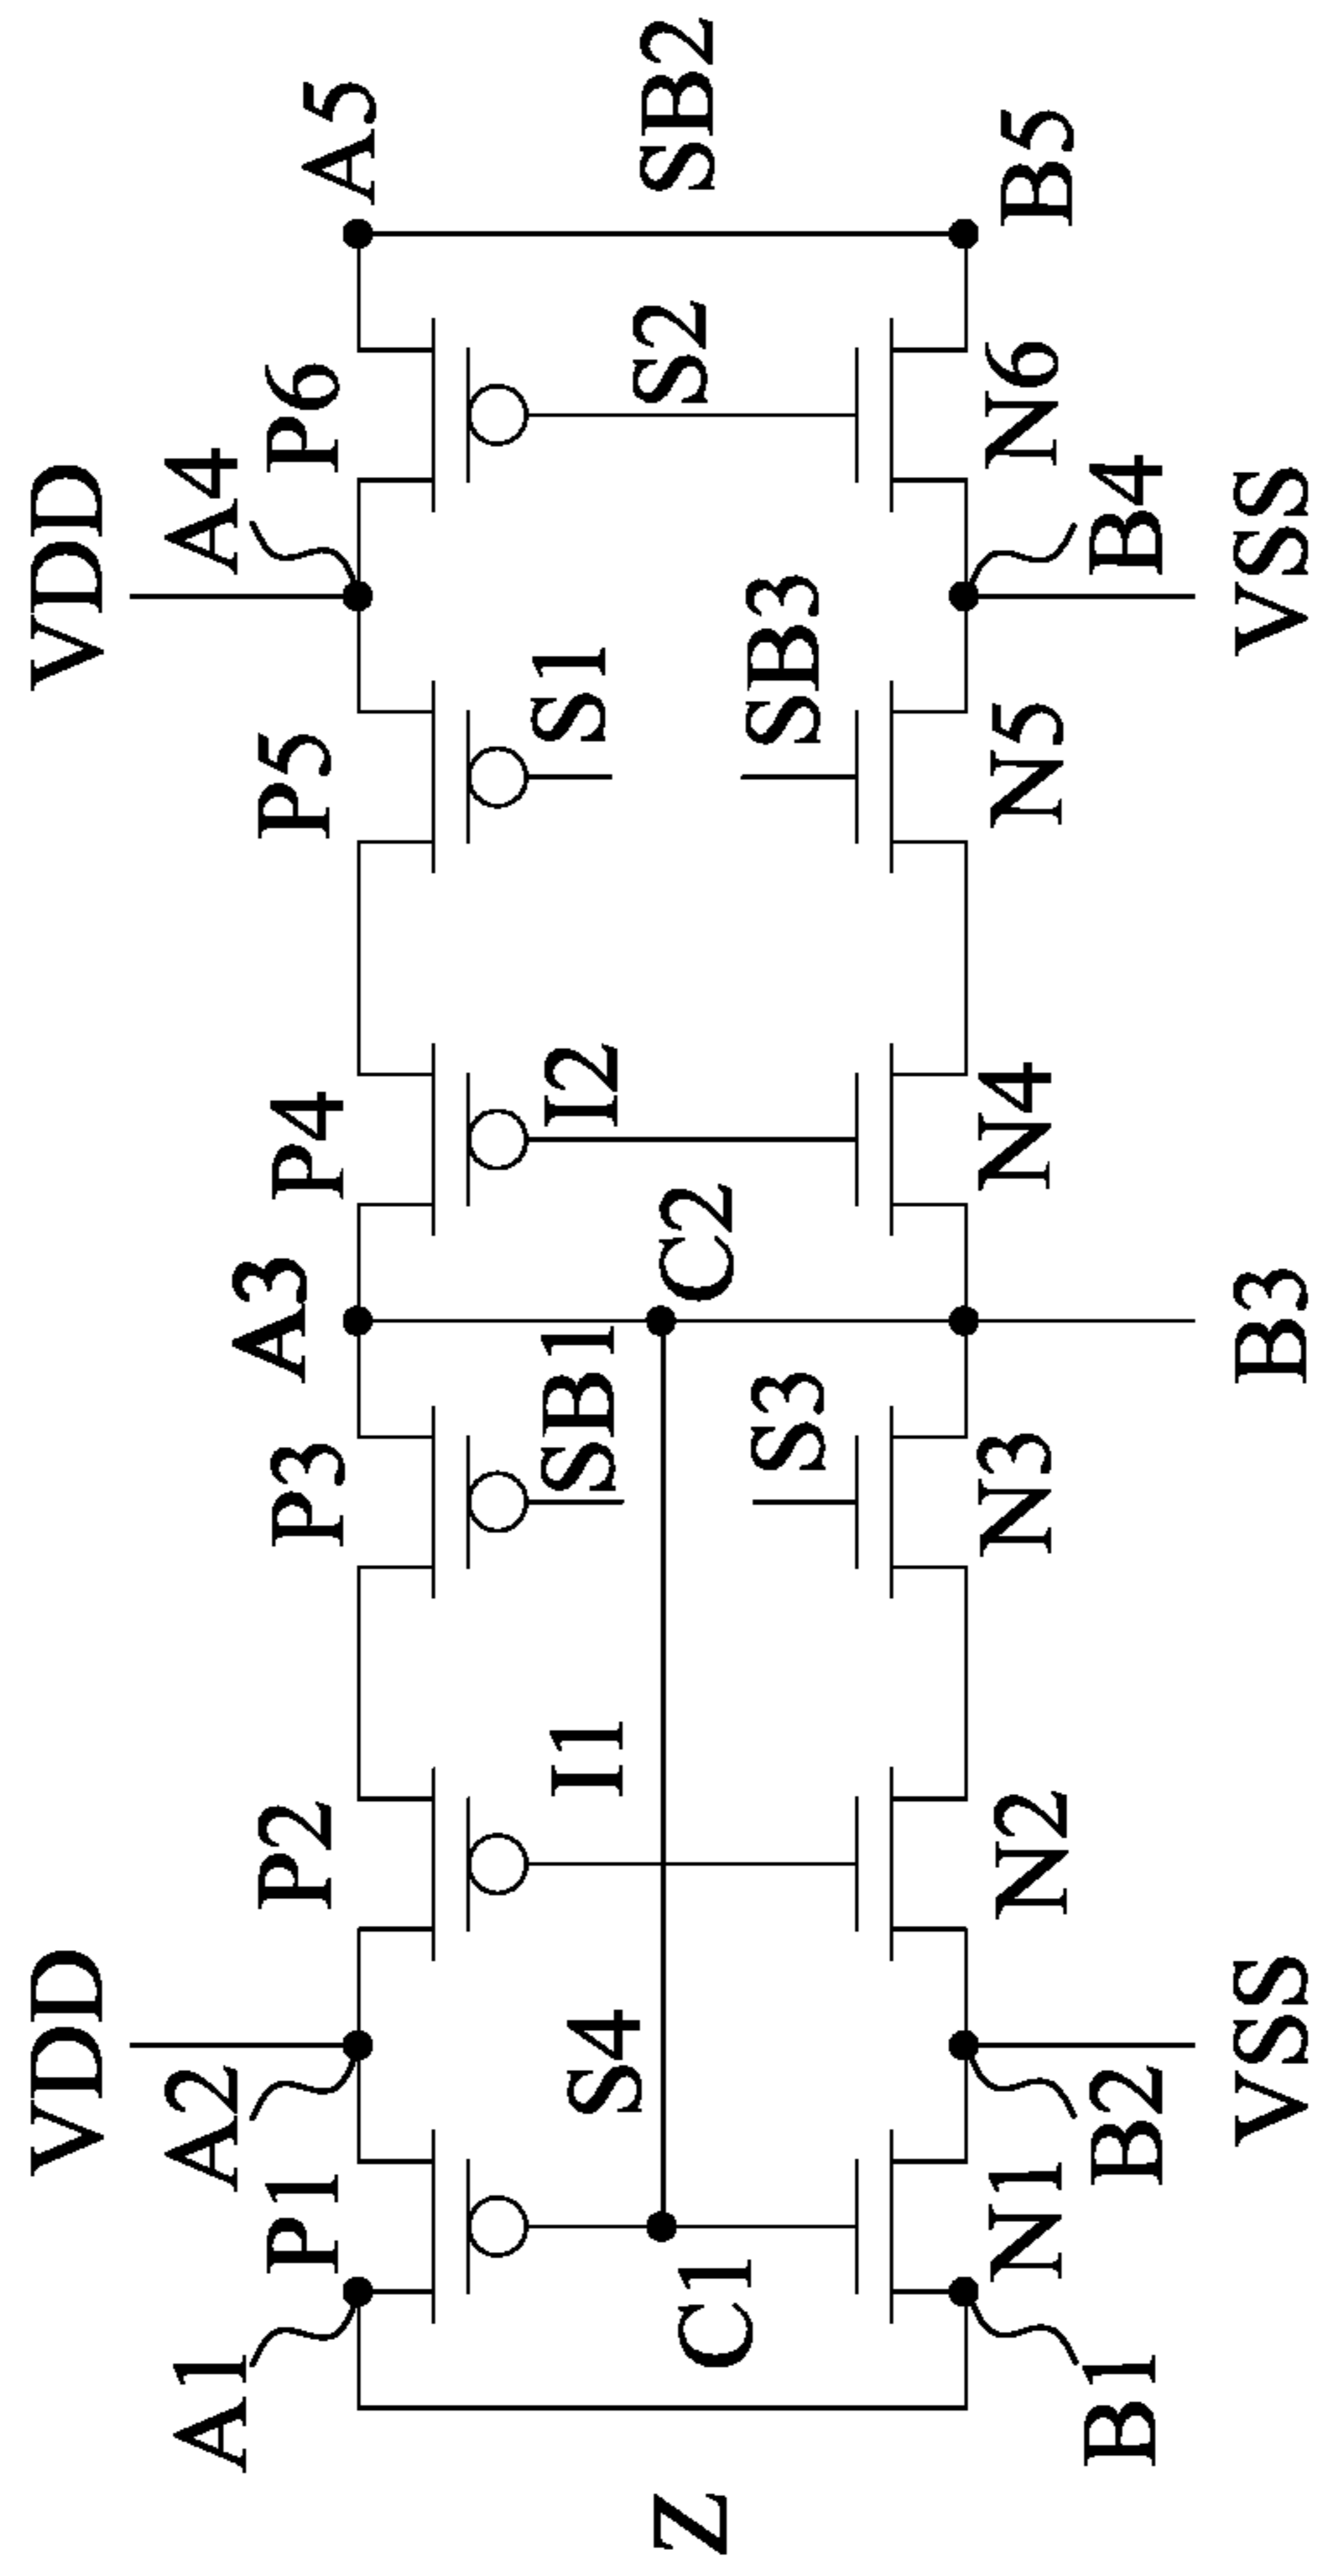 VDD VDD
A1 A2 A4
P1 P2 P3 A3 P4 P5 P6 A5
S4 I1 SB1 I2 S1 S2 SB2
Z C1 S3 C2 SB3
N1 N2 N3 N4 N5 N6 B5
B1 B2 B4
VSS B3 VSS